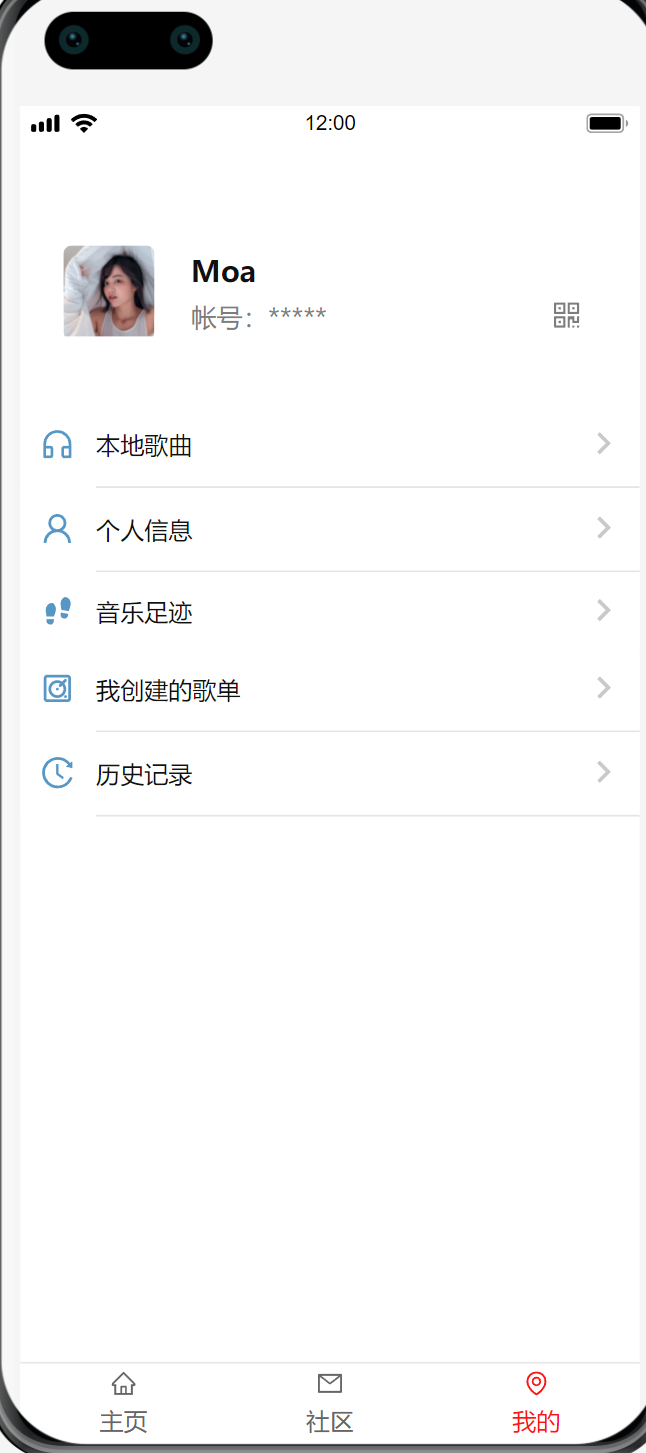 12:00
Moa
帐号：*****
本地歌曲
个人信息
音乐足迹
我创建的歌单
历史记录
主页 社区 我的